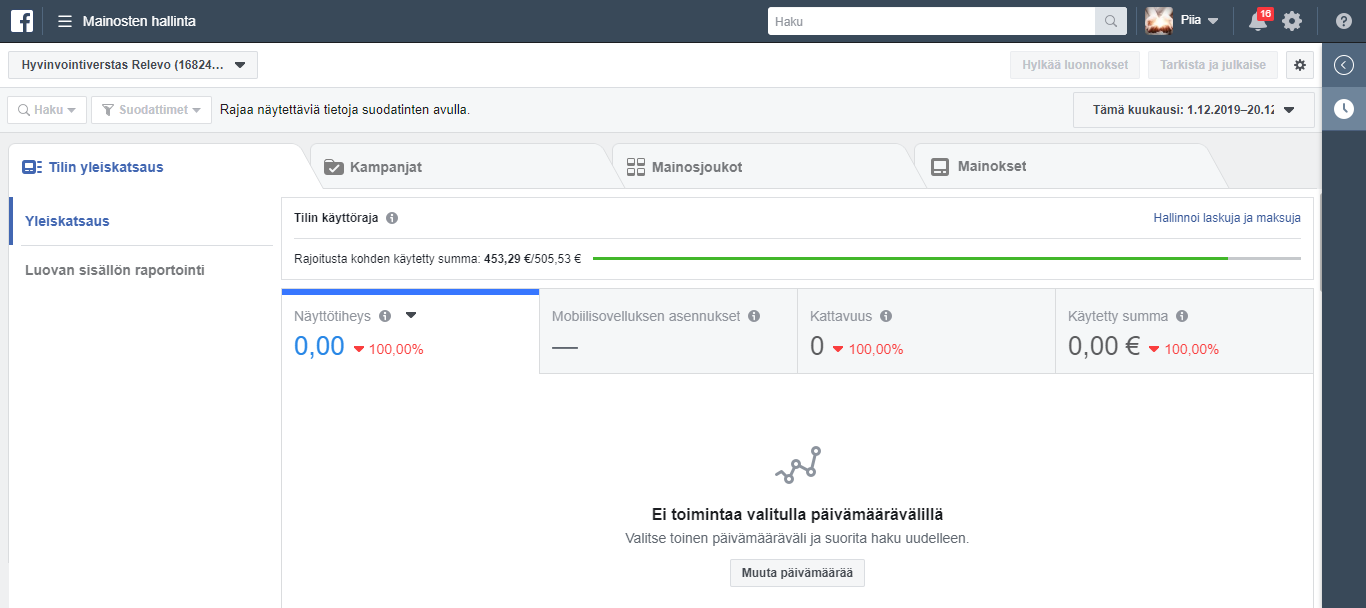 Mainosten hallinta
Haku
Piia
16
Hyvinvointiverstas Relevo (16824...
Hylkää luonnokset
Tarkista ja julkaise
Haku
Suodattimet
Rajaa näytettäviä tietoja suodatinten avulla.
Tämä kuukausi: 1.12.2019–20.12
Tilin yleiskatsaus
Kampanjat
Mainosjoukot
Mainokset
Yleiskatsaus
Luovan sisällön raportointi
Tilin käyttöraja
Hallinnoi laskuja ja maksuja
Rajoitusta kohden käytetty summa: 453,29 €/505,53 €
Näyttötiheys
0,00 100,00%
Mobiilisovelluksen asennukset
—
Kattavuus
0 100,00%
Käytetty summa
0,00 € 100,00%
Ei toimintaa valitulla päivämäärävälillä
Valitse toinen päivämääräväli ja suorita haku uudelleen.
Muuta päivämäärää